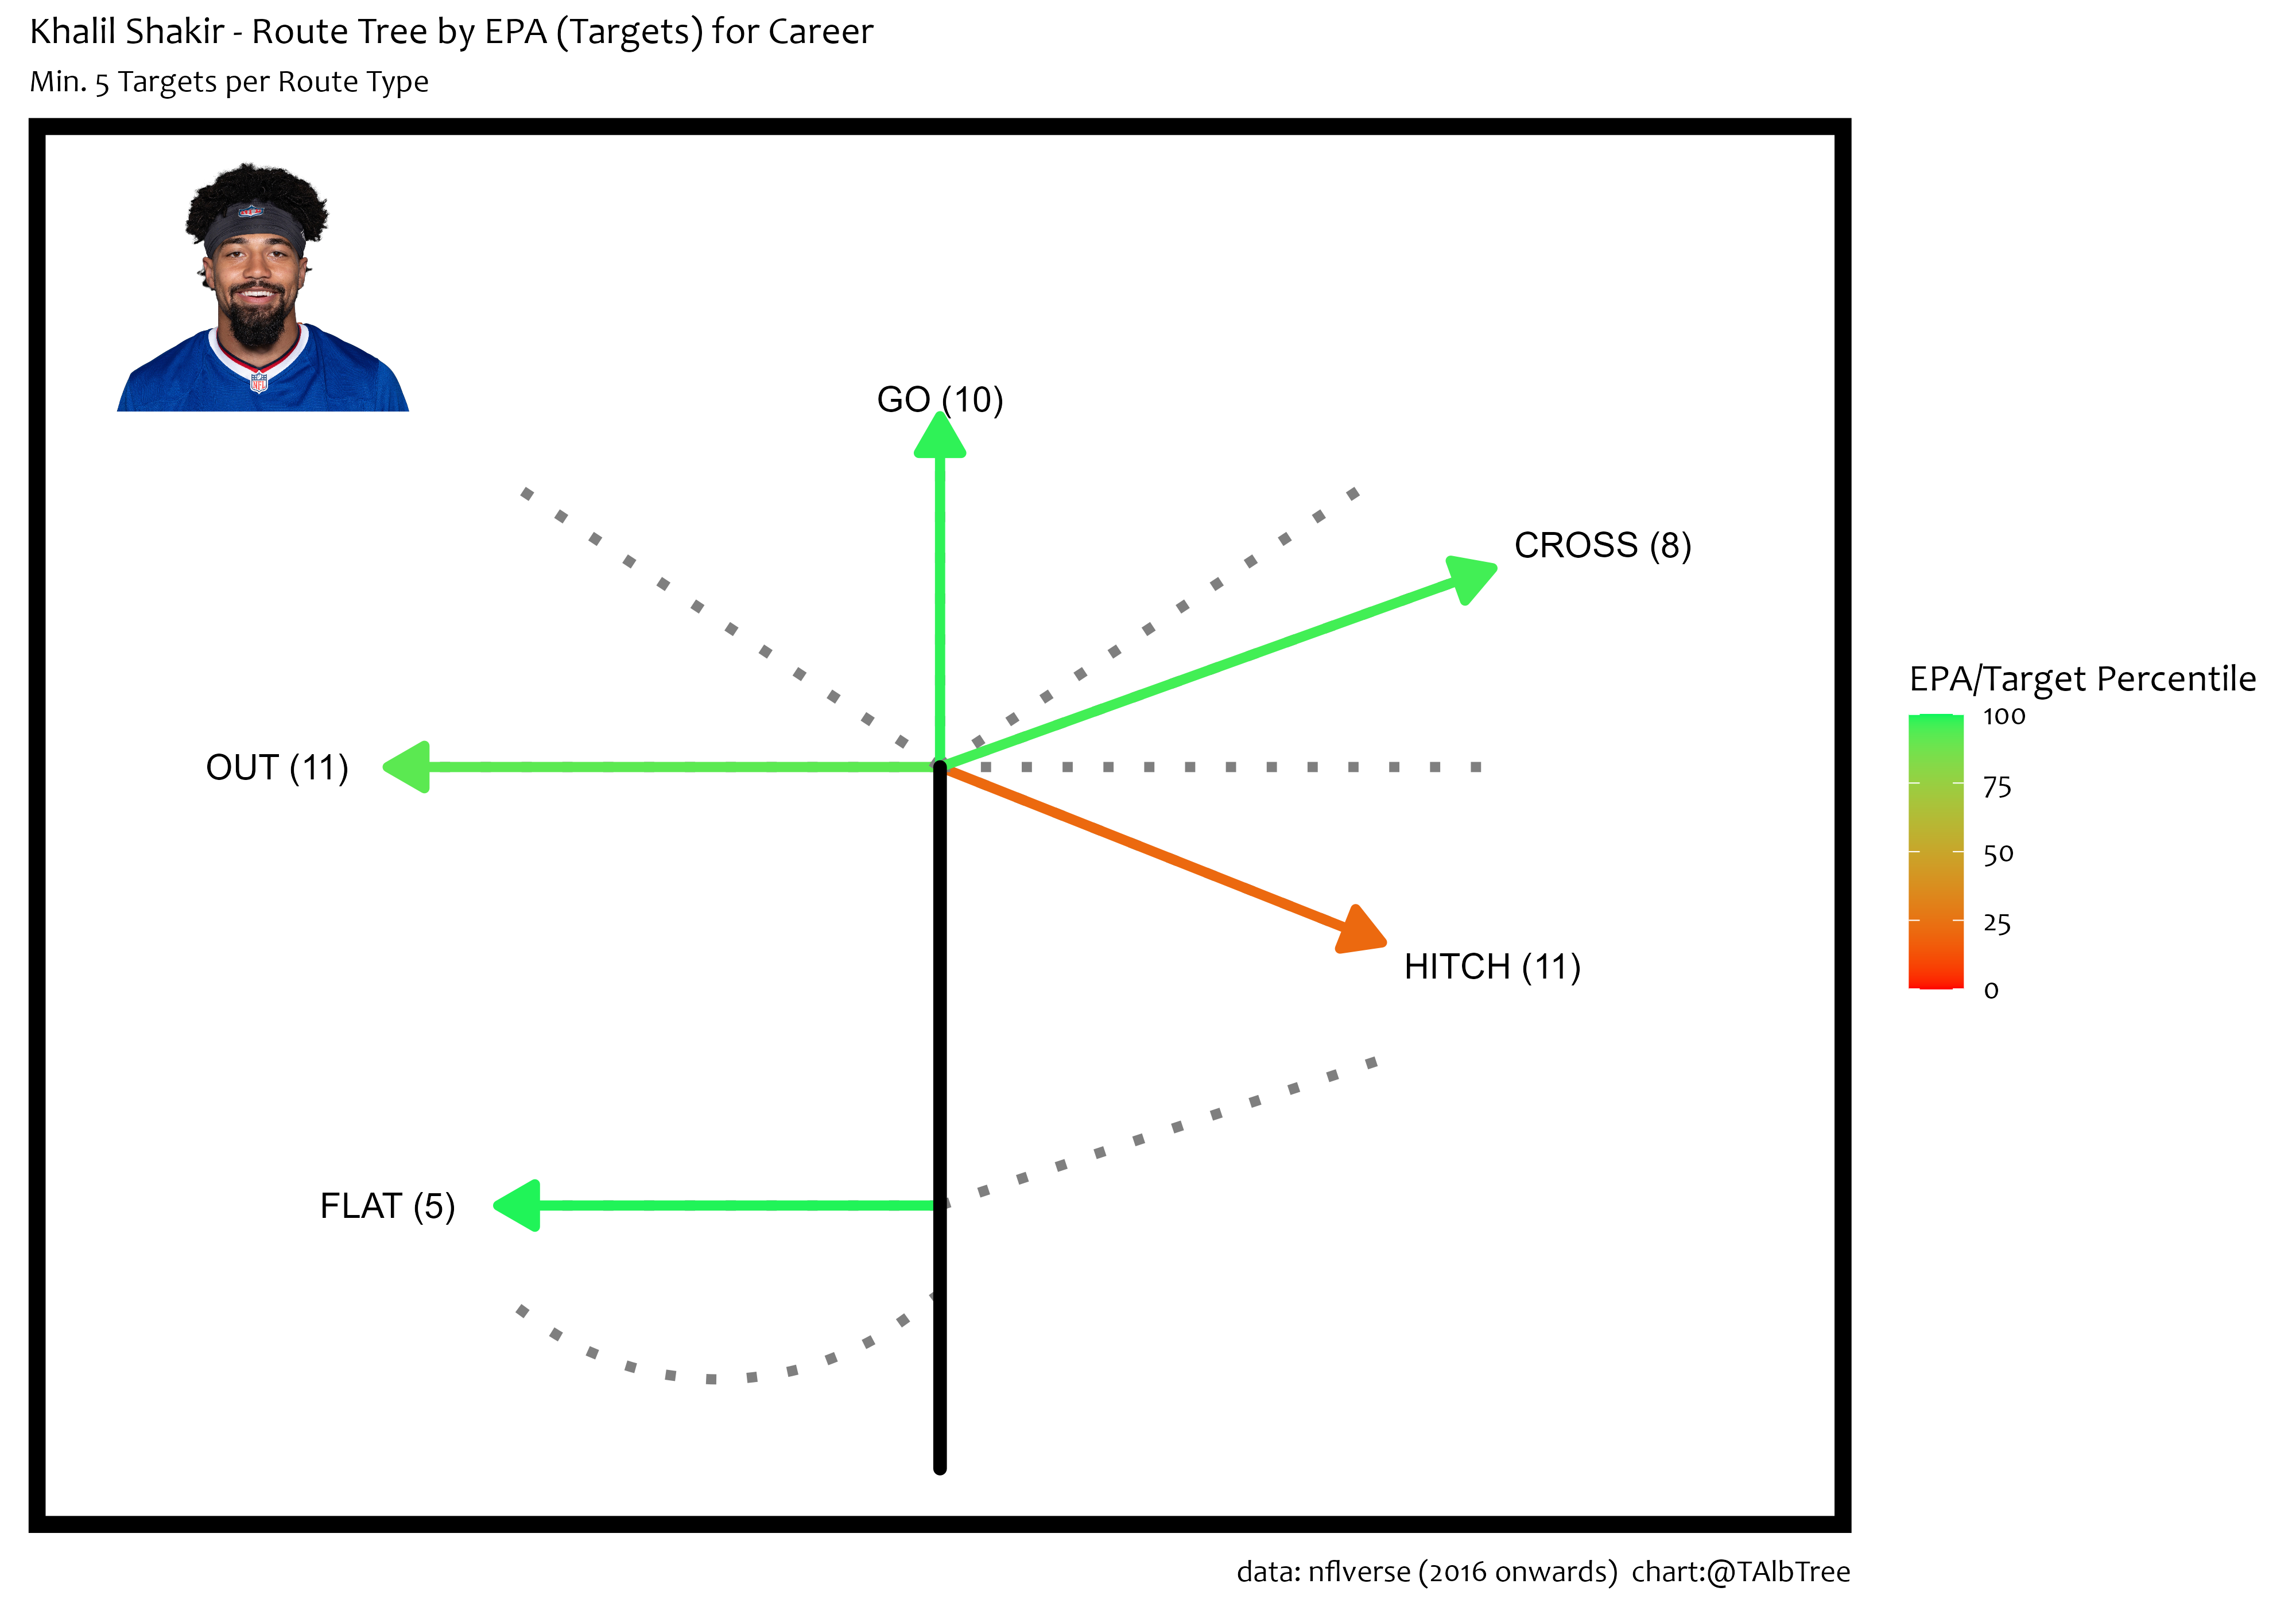 Khalil Shakir - Route Tree by EPA (Targets) for Career
Min. 5 Targets per Route Type
GO (10)
CROSS (8)
OUT (11)
HITCH (11)
FLAT (5)
EPA/Target Percentile
100
75
50
25
0
NFL
data: nflverse (2016 onwards)  chart:@TAlbTree